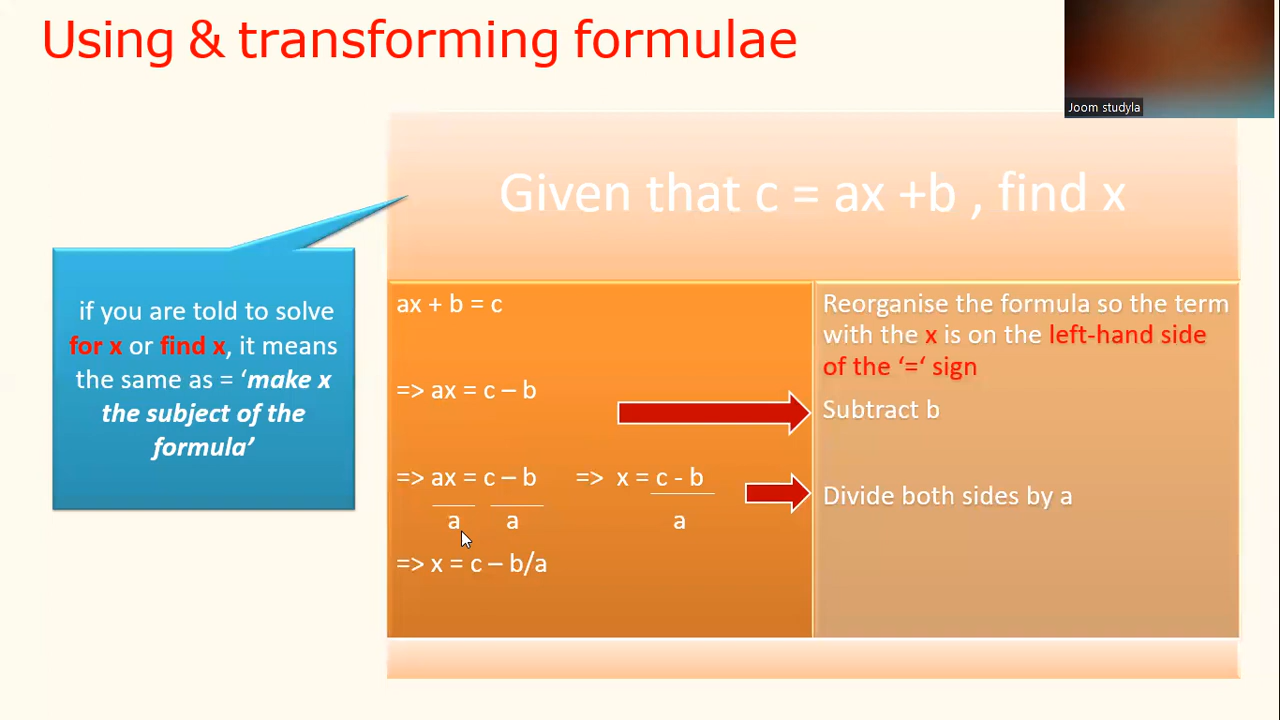 Using & transforming formulae
Joom studyla
Given that c = ax +b , find x
if you are told to solve
for x or find x, it means
the same as = ‘make x
the subject of the
formula’
ax + b = c
=> ax = c – b
=> ax = c – b => x = c - b
a a a
=> x = c – b/a
Reorganise the formula so the term
with the x is on the left-hand side
of the ‘=‘ sign
Subtract b
Divide both sides by a